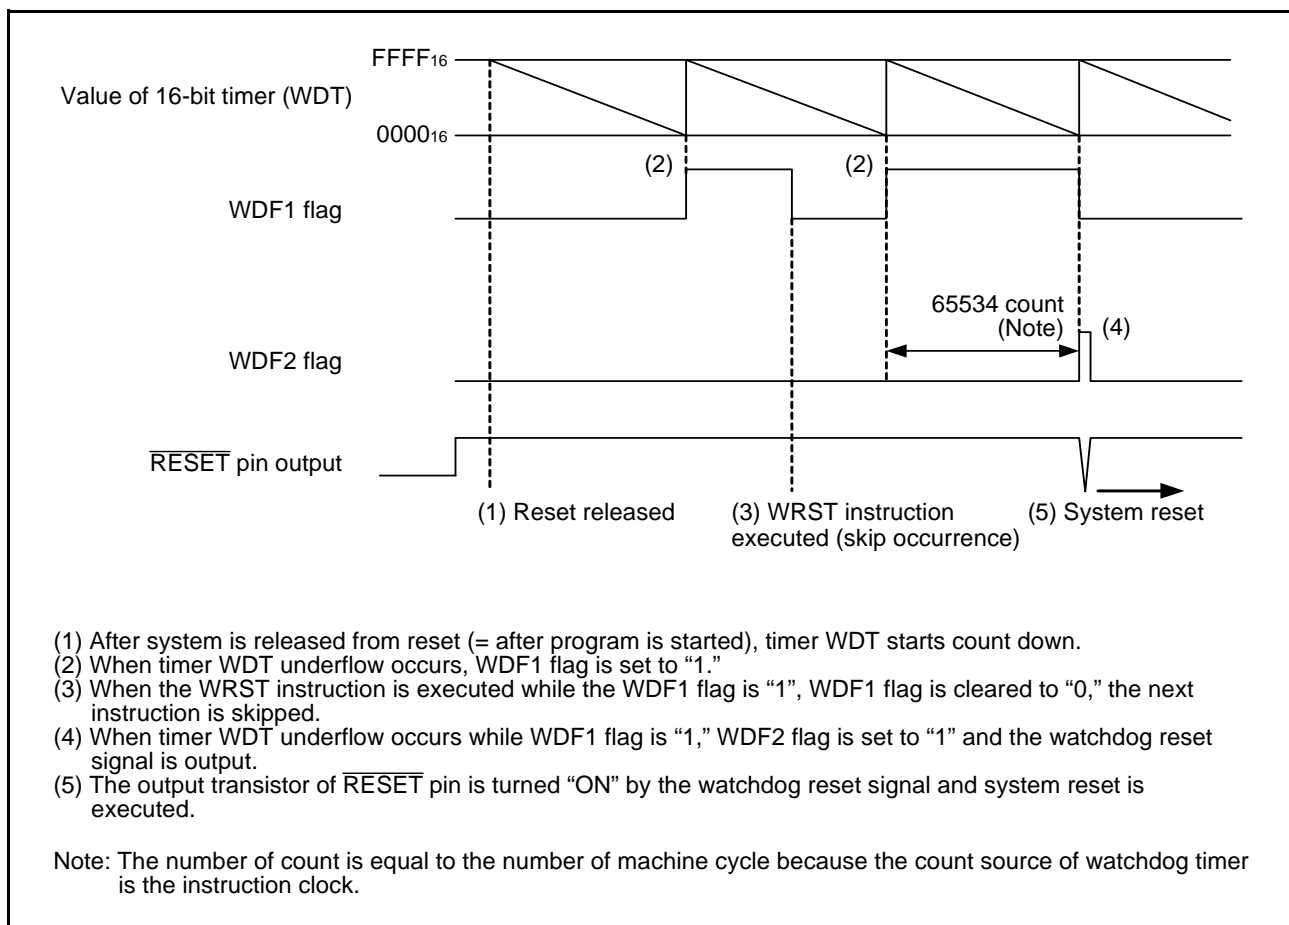 FFFF₁₆
Value of 16-bit timer (WDT)
0000₁₆
(2)
(2)
WDF1 flag
65534 count
(Note)
(4)
WDF2 flag
RESET pin output
(1) Reset released
(3) WRST instruction
executed (skip occurrence)
(5) System reset
(1) After system is released from reset (= after program is started), timer WDT starts count down.
(2) When timer WDT underflow occurs, WDF1 flag is set to “1.”
(3) When the WRST instruction is executed while the WDF1 flag is “1”, WDF1 flag is cleared to “0,” the next
instruction is skipped.
(4) When timer WDT underflow occurs while WDF1 flag is “1,” WDF2 flag is set to “1” and the watchdog reset
signal is output.
(5) The output transistor of RESET pin is turned “ON” by the watchdog reset signal and system reset is
executed.
Note: The number of count is equal to the number of machine cycle because the count source of watchdog timer
is the instruction clock.